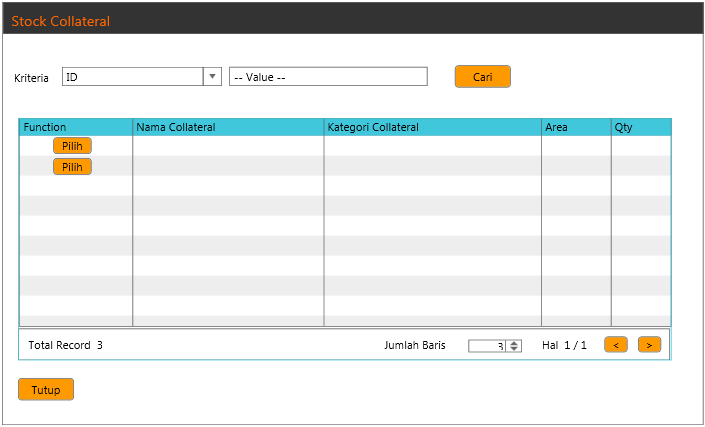 Stock Collateral
Kriteria ID -- Value -- Cari
Function Nama Collateral Kategori Collateral Area Qty
Pilih
Pilih
Total Record 3 Jumlah Baris 3 Hal 1 / 1 < >
Tutup